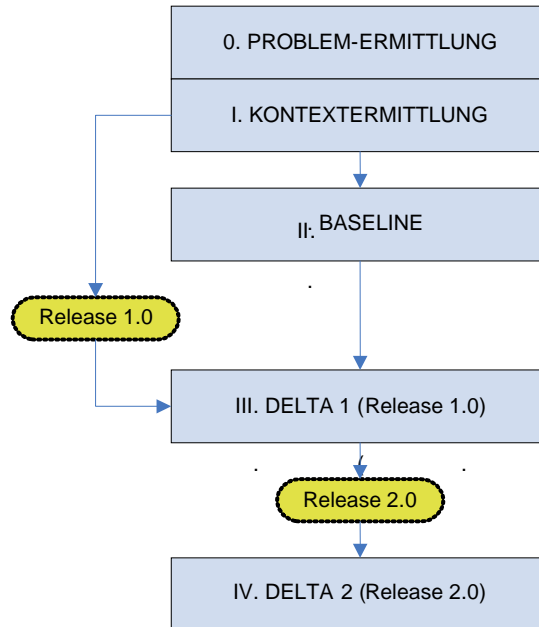 0. PROBLEM-ERMITTLUNG
I. KONTEXTERMITTLUNG
II. BASELINE
Release 1.0
III. DELTA 1 (Release 1.0)
Release 2.0
IV. DELTA 2 (Release 2.0)